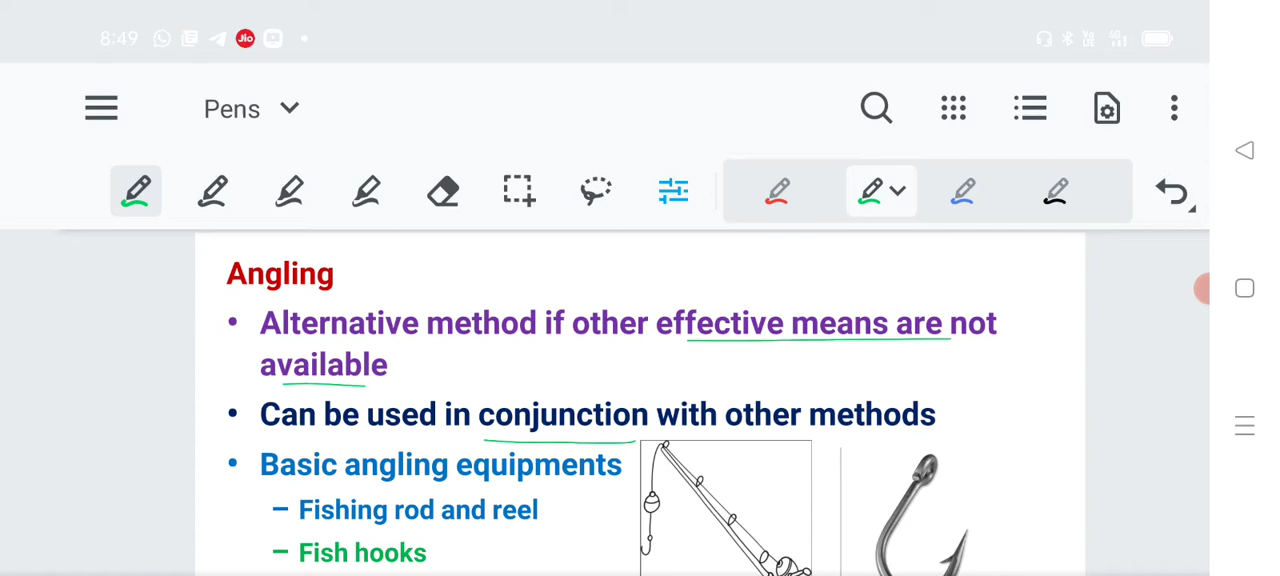 8:49 Jio
Pens
Angling
• Alternative method if other effective means are not
available
• Can be used in conjunction with other methods
• Basic angling equipments
– Fishing rod and reel
– Fish hooks